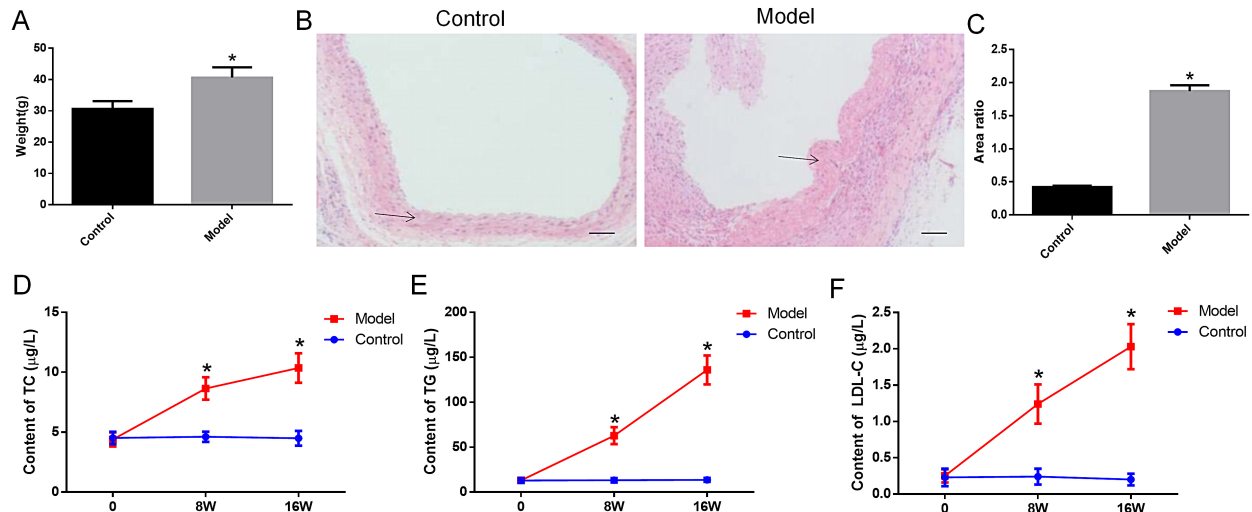 A
Weight(g)
50
40
30
20
10
0
*
Control
Model
B
Control
Model
C
Area ratio
2.5
2.0
1.5
1.0
0.5
0.0
*
Control
Model
D
Content of TC (μg/L)
15
10
5
0
*
*
0
8W
16W
Model
Control
E
Content of TG (μg/L)
200
150
100
50
0
*
*
0
8W
16W
Model
Control
F
Content of LDL-C (μg/L)
2.5
2.0
1.5
1.0
0.5
0.0
*
*
0
8W
16W
Model
Control